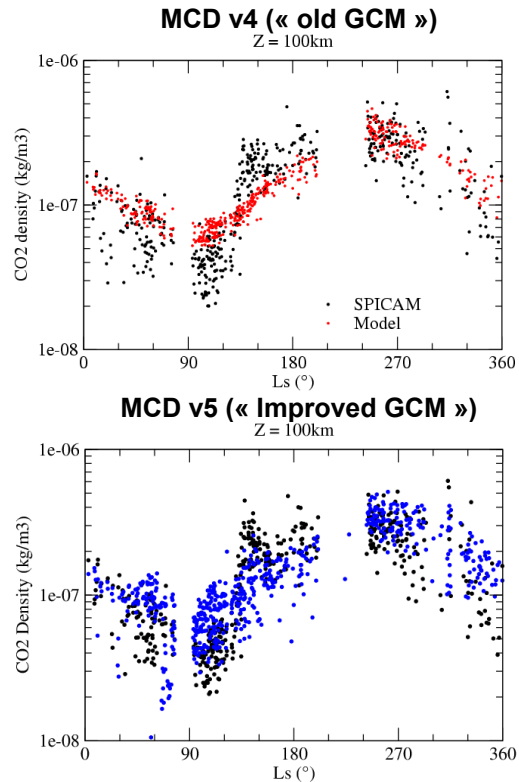 MCD v4 (« old GCM »)
Z = 100km
1e-06
CO2 density (kg/m3)
1e-07
SPICAM
Model
1e-08
0
90
180
270
360
Ls (°)
MCD v5 (« Improved GCM »)
Z = 100km
1e-06
CO2 Density (kg/m3)
1e-07
1e-08
0
90
180
270
360
Ls (°)